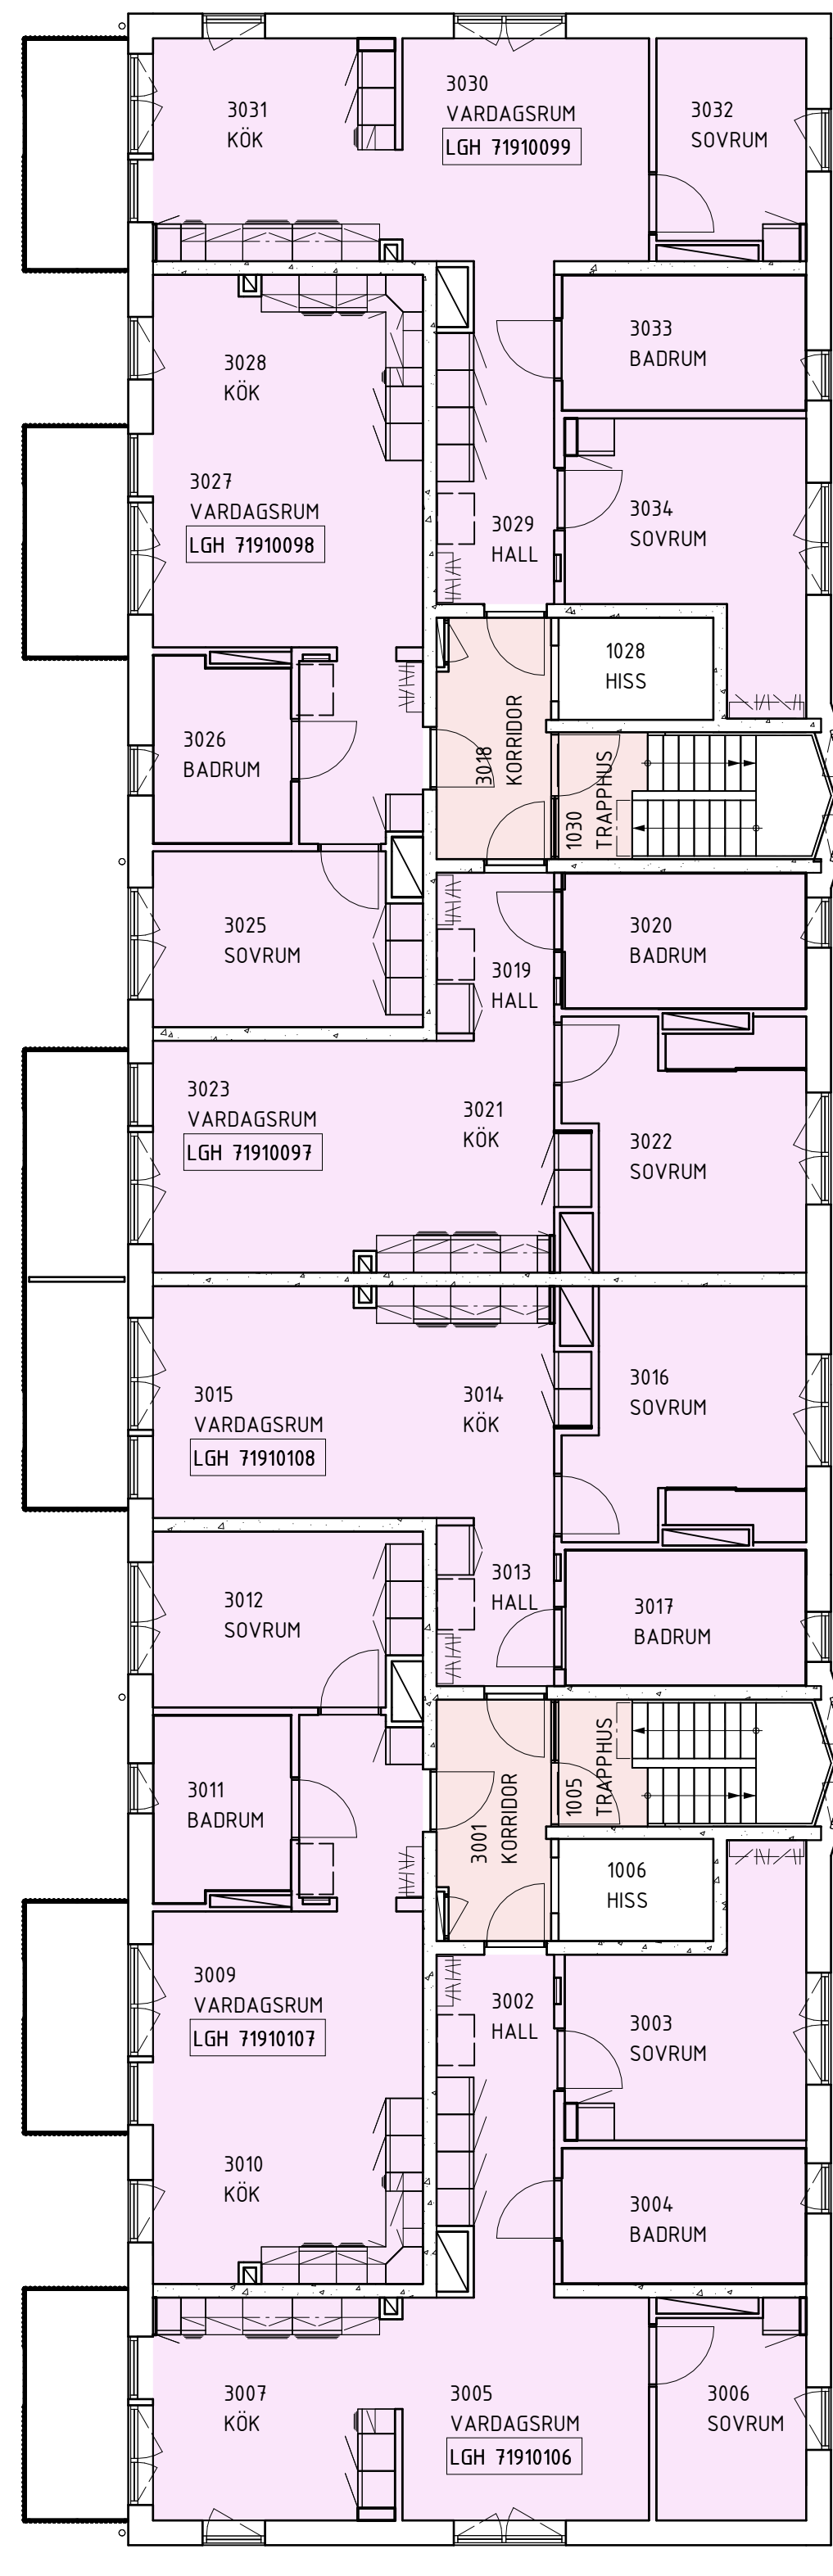 3031
KÖK
3030
VARDAGSRUM
LGH 71910099
3032
SOVRUM
3033
BADRUM
3028
KÖK
3027
VARDAGSRUM
LGH 71910098
3029
HALL
3034
SOVRUM
1028
HISS
3026
BADRUM
3018
KORRIDOR
1030
TRAPPHUS
3025
SOVRUM
3019
HALL
3020
BADRUM
3023
VARDAGSRUM
LGH 71910097
3021
KÖK
3022
SOVRUM
3015
VARDAGSRUM
LGH 71910108
3014
KÖK
3016
SOVRUM
3012
SOVRUM
3013
HALL
3017
BADRUM
3011
BADRUM
3001
KORRIDOR
1005
TRAPPHUS
1006
HISS
3009
VARDAGSRUM
LGH 71910107
3002
HALL
3003
SOVRUM
3010
KÖK
3004
BADRUM
3007
KÖK
3005
VARDAGSRUM
LGH 71910106
3006
SOVRUM